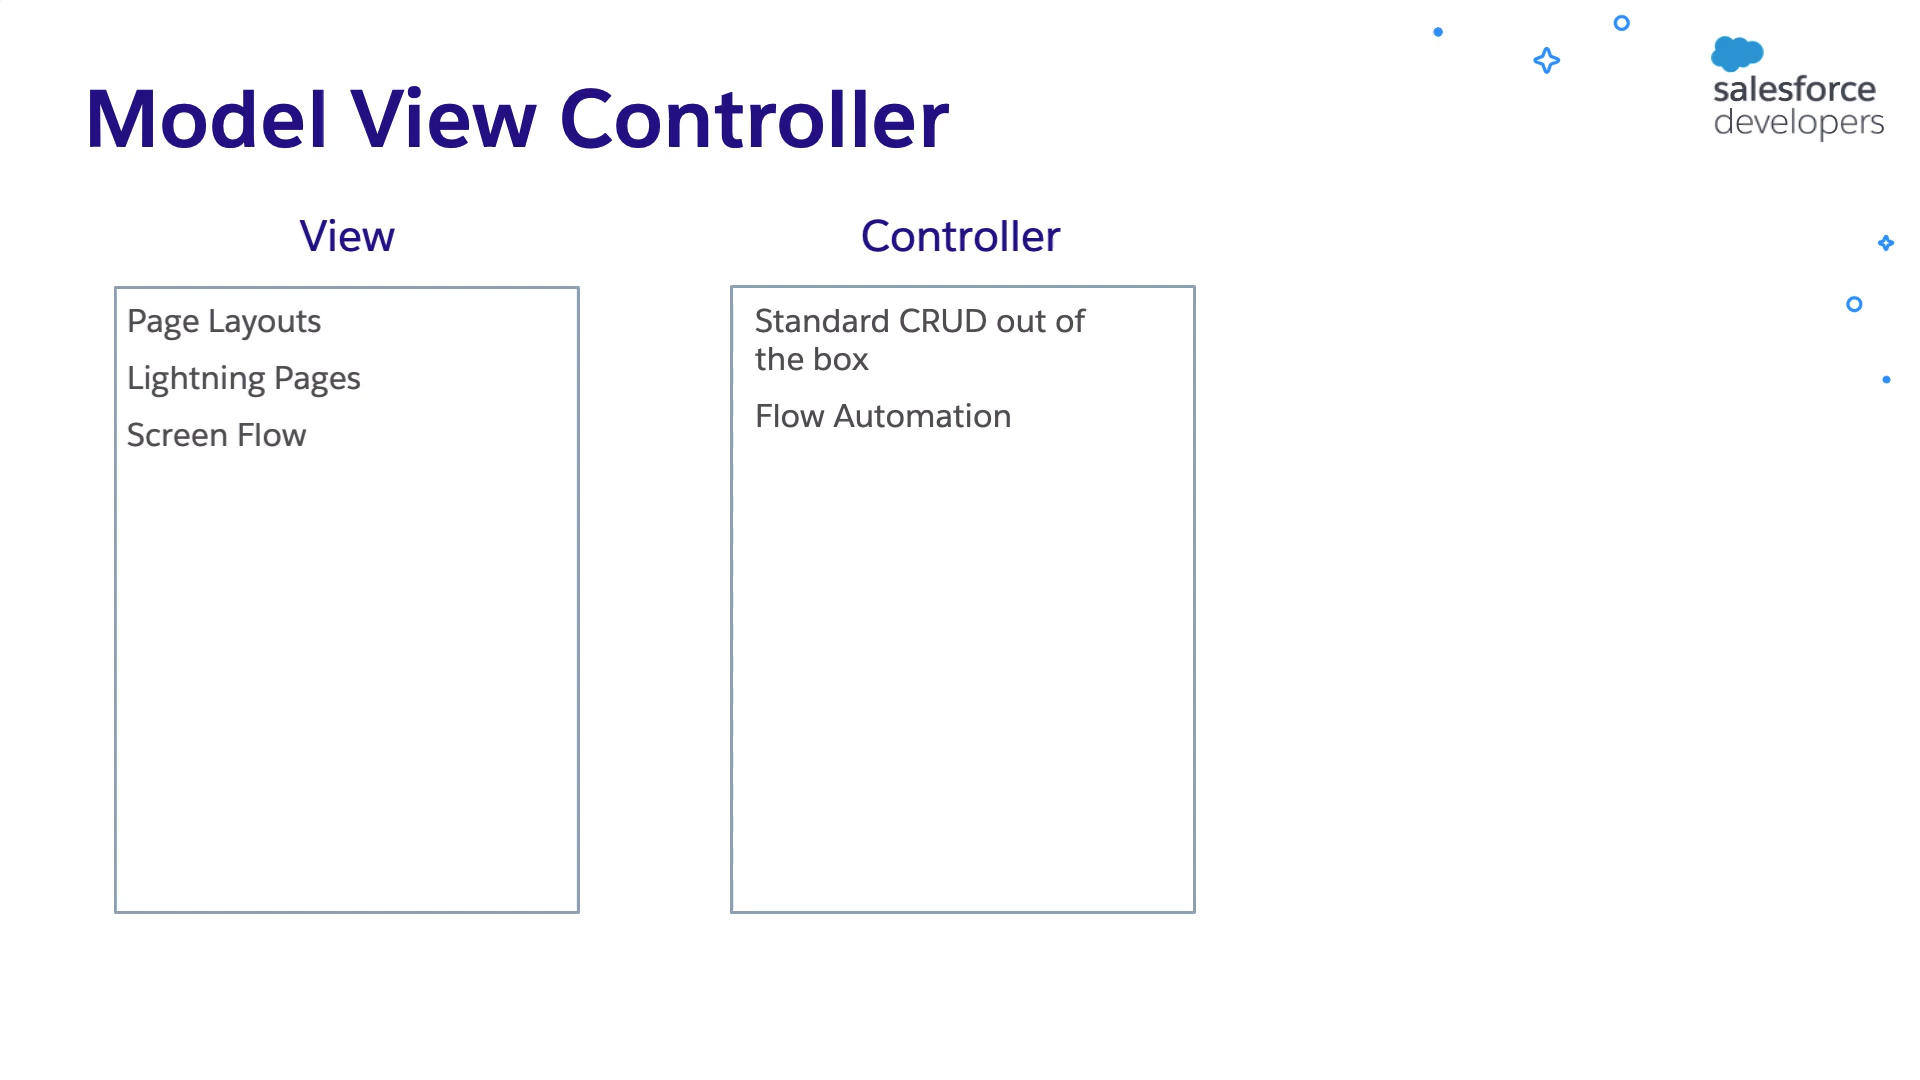 Model View Controller
salesforce
developers
View
Page Layouts
Lightning Pages
Screen Flow
Controller
Standard CRUD out of
the box
Flow Automation